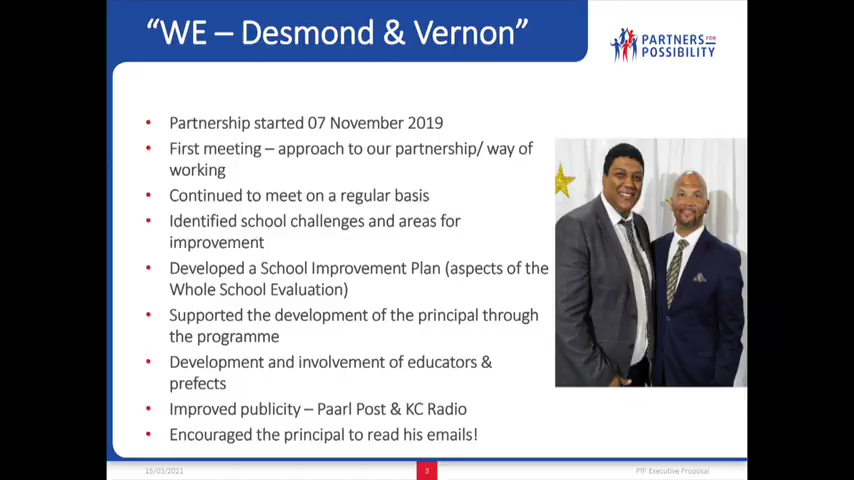 “WE – Desmond & Vernon”
PARTNERS FOR
POSSIBILITY
• Partnership started 07 November 2019
• First meeting – approach to our partnership/ way of
working
• Continued to meet on a regular basis
• Identified school challenges and areas for
improvement
• Developed a School Improvement Plan (aspects of the
Whole School Evaluation)
• Supported the development of the principal through
the programme
• Development and involvement of educators &
prefects
• Improved publicity – Paarl Post & KC Radio
• Encouraged the principal to read his emails!
15/03/2021
3
PfP Executive Proposal